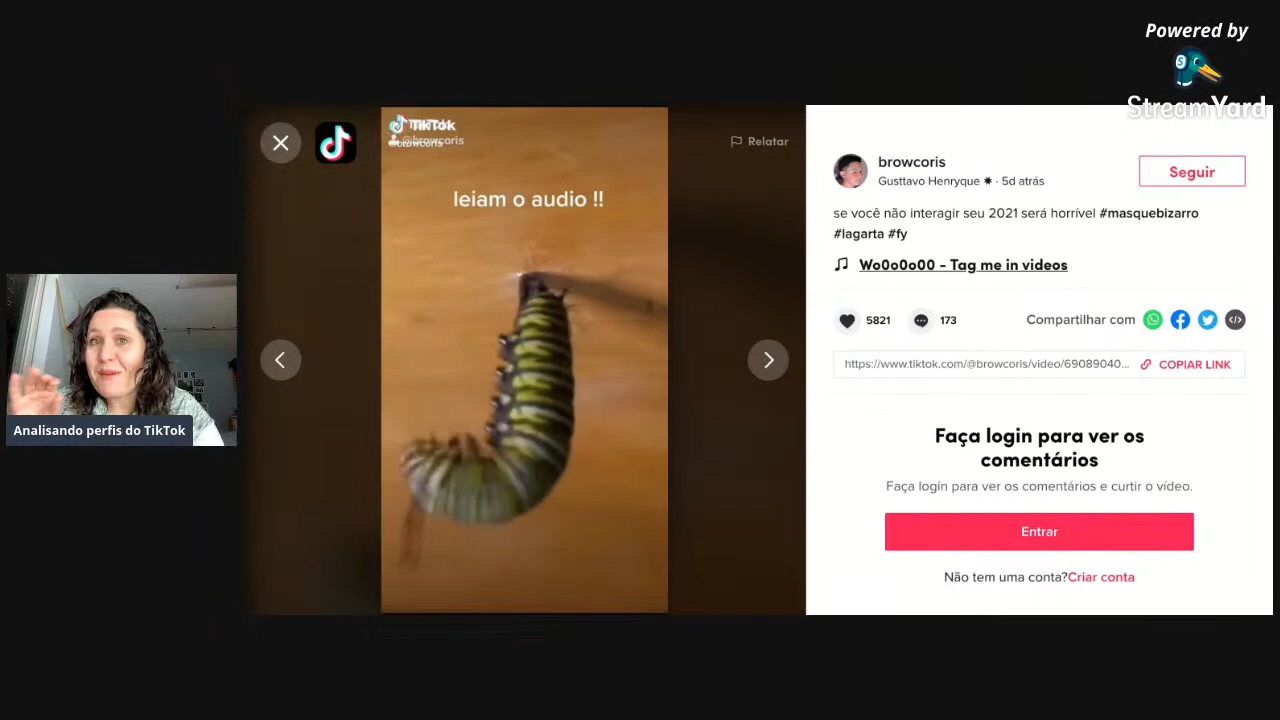 Powered by
StreamYard
TikTok
@browcoris
Relatar
leiam o audio !!
Analisando perfis do TikTok
browcoris
Gusttavo Henryque ✷ · 5d atrás
Seguir
se você não interagir seu 2021 será horrível #masquebizarro
#lagarta #fy
Wo0o0o00 - Tag me in videos
5821
173
Compartilhar com
https://www.tiktok.com/@browcoris/video/69089040...
COPIAR LINK
Faça login para ver os
comentários
Faça login para ver os comentários e curtir o vídeo.
Entrar
Não tem uma conta?Criar conta